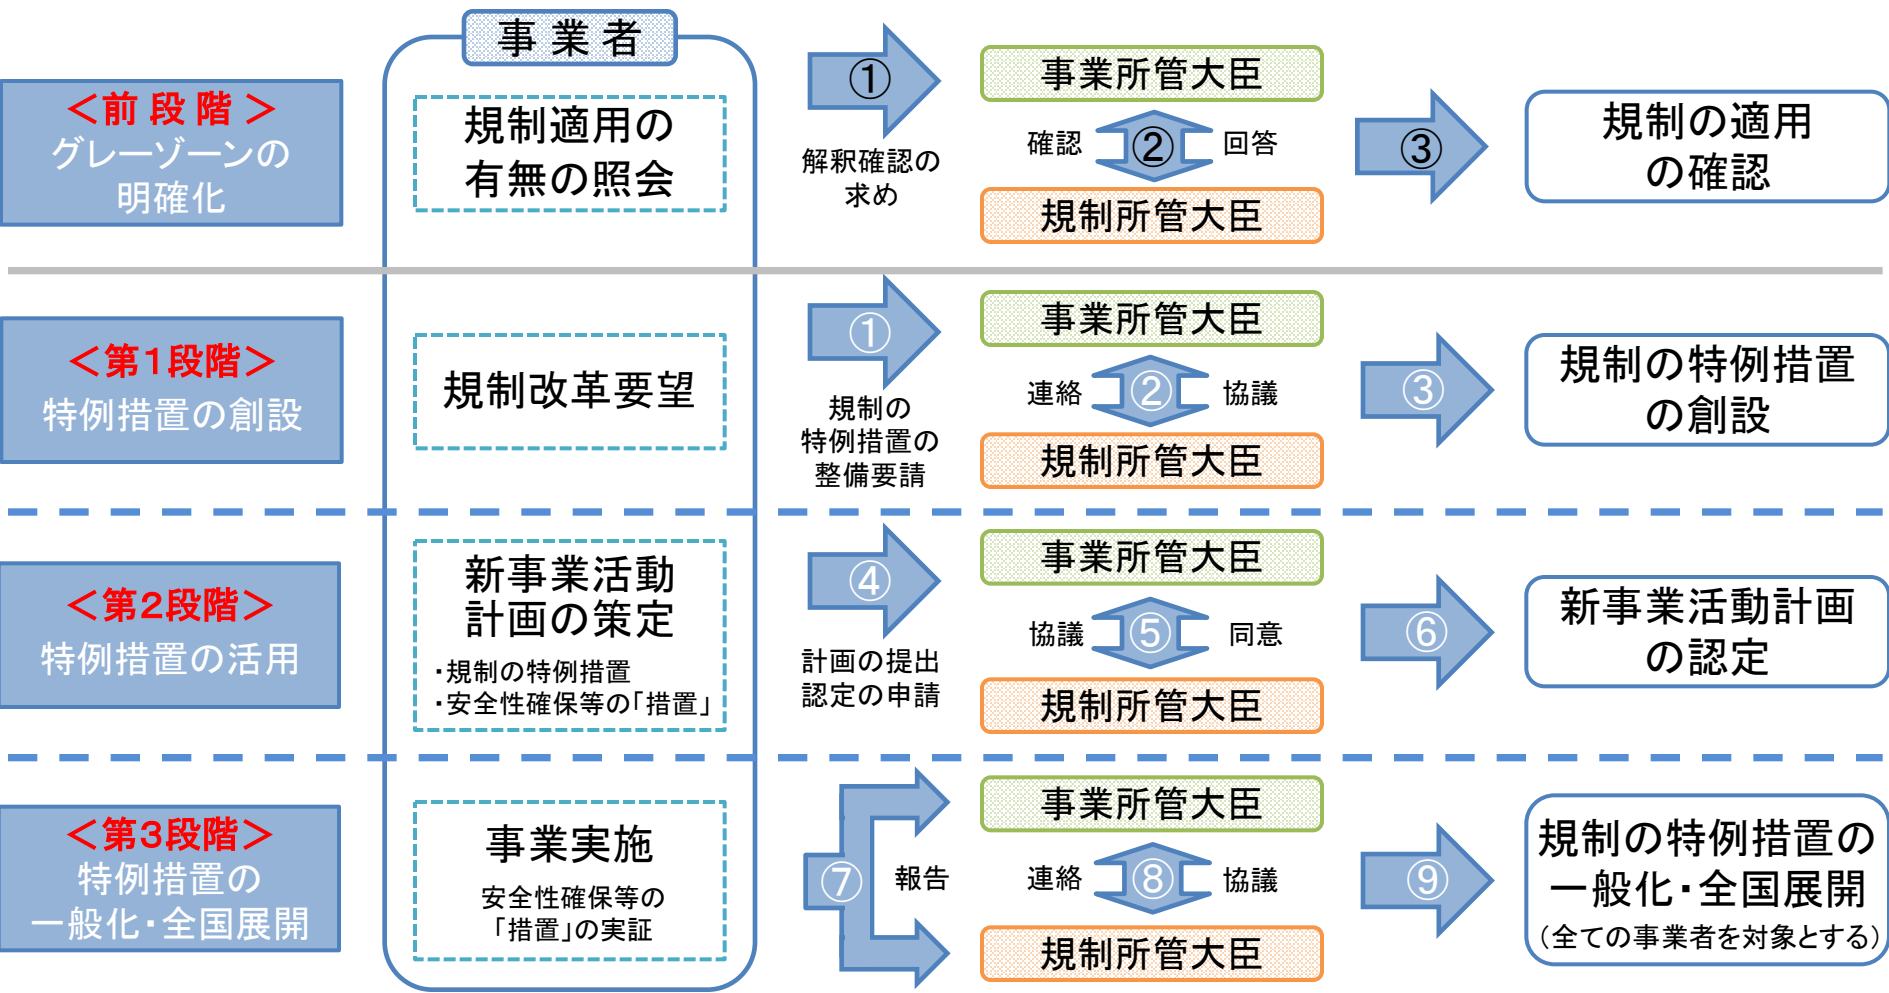 事業者
＜前段階＞
グレーゾーンの
明確化
規制適用の
有無の照会
①
解釈確認の
求め
事業所管大臣
確認
②
回答
規制所管大臣
③
規制の適用
の確認
＜第1段階＞
特例措置の創設
規制改革要望
①
規制の
特例措置の
整備要請
事業所管大臣
連絡
②
協議
規制所管大臣
③
規制の特例措置
の創設
＜第2段階＞
特例措置の活用
新事業活動
計画の策定
・規制の特例措置
・安全性確保等の「措置」
④
計画の提出
認定の申請
事業所管大臣
協議
⑤
同意
規制所管大臣
⑥
新事業活動計画
の認定
＜第3段階＞
特例措置の
一般化・全国展開
事業実施
安全性確保等の
「措置」の実証
⑦
報告
事業所管大臣
連絡
⑧
協議
規制所管大臣
⑨
規制の特例措置の
一般化・全国展開
（全ての事業者を対象とする）